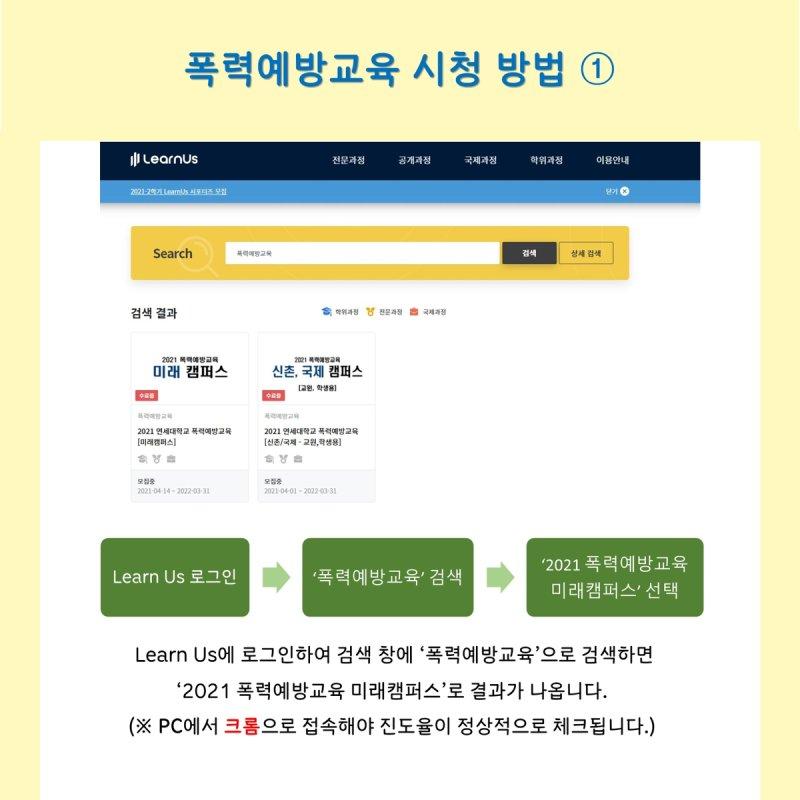 폭력예방교육 시청 방법 ①
LearnUs
전문과정 공개과정 국제과정 학위과정 이용안내
2021-2학기 LearnUs 서포터즈 모집
닫기
Search
폭력예방교육
검색
상세 검색
검색 결과
학위과정 전문과정 국제과정
2021 폭력예방교육
미래 캠퍼스
수료증
폭력예방교육
2021 연세대학교 폭력예방교육
[미래캠퍼스]
모집중
2021-04-14 ~ 2022-03-31
2021 폭력예방교육
신촌, 국제 캠퍼스
[교원, 학생용]
수료증
폭력예방교육
2021 연세대학교 폭력예방교육
[신촌/국제 - 교원,학생용]
모집중
2021-04-01 ~ 2022-03-31
Learn Us 로그인
‘폭력예방교육’ 검색
‘2021 폭력예방교육
미래캠퍼스’ 선택
Learn Us에 로그인하여 검색 창에 ‘폭력예방교육’으로 검색하면
‘2021 폭력예방교육 미래캠퍼스’로 결과가 나옵니다.
(※ PC에서 크롬으로 접속해야 진도율이 정상적으로 체크됩니다.)